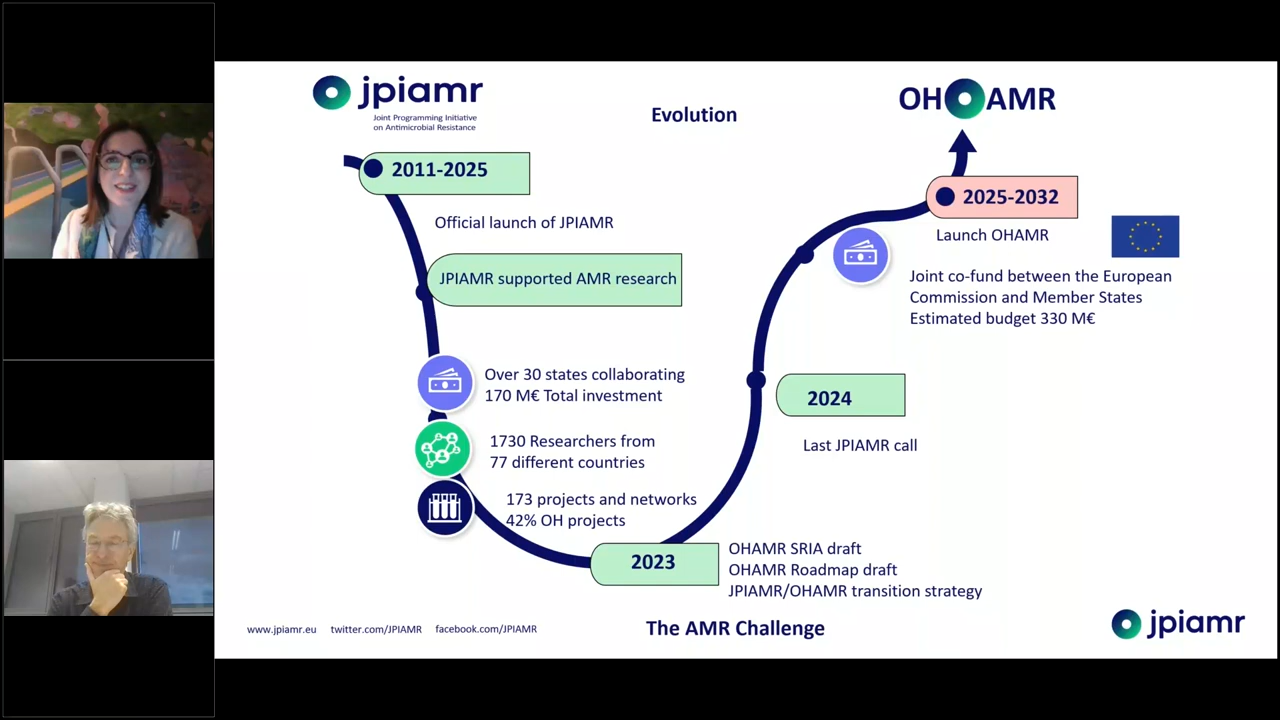 jpiamr
Joint Programming Initiative
on Antimicrobial Resistance
Evolution
OH AMR
2011-2025
Official launch of JPIAMR
JPIAMR supported AMR research
Over 30 states collaborating
170 M€ Total investment
1730 Researchers from
77 different countries
173 projects and networks
42% OH projects
2023
OHAMR SRIA draft
OHAMR Roadmap draft
JPIAMR/OHAMR transition strategy
2024
Last JPIAMR call
2025-2032
Launch OHAMR
Joint co-fund between the European
Commission and Member States
Estimated budget 330 M€
www.jpiamr.eu twitter.com/JPIAMR facebook.com/JPIAMR
The AMR Challenge
jpiamr